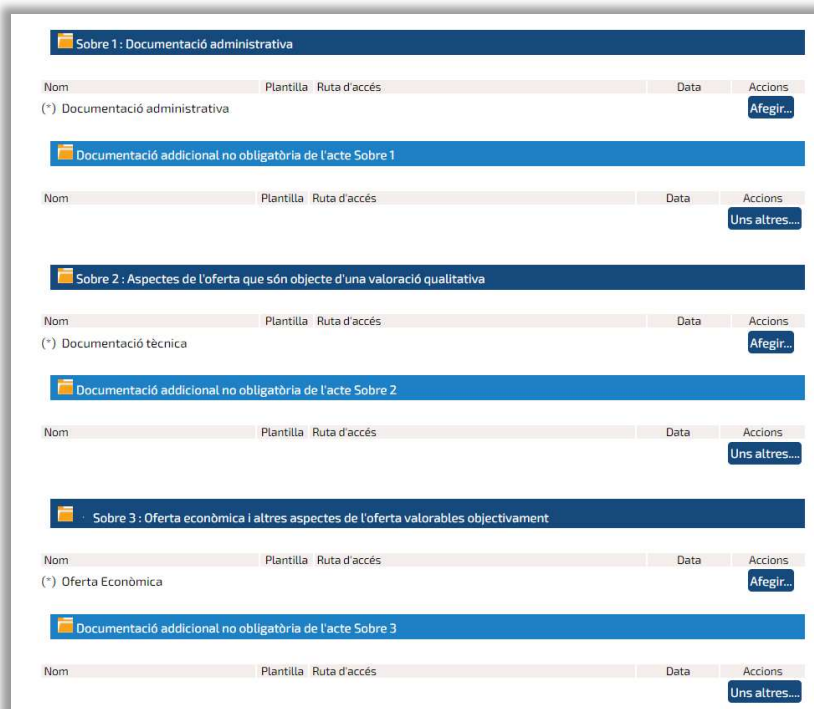 Sobre 1 : Documentació administrativa
Nom Plantilla Ruta d'accés Data Accions
(*) Documentació administrativa Afegir...
Documentació addicional no obligatòria de l'acte Sobre 1
Nom Plantilla Ruta d'accés Data Accions
Uns altres....
Sobre 2 : Aspectes de l'oferta que són objecte d'una valoració qualitativa
Nom Plantilla Ruta d'accés Data Accions
(*) Documentació tècnica Afegir...
Documentació addicional no obligatòria de l'acte Sobre 2
Nom Plantilla Ruta d'accés Data Accions
Uns altres....
Sobre 3 : Oferta econòmica i altres aspectes de l'oferta valorables objectivament
Nom Plantilla Ruta d'accés Data Accions
(*) Oferta Econòmica Afegir...
Documentació addicional no obligatòria de l'acte Sobre 3
Nom Plantilla Ruta d'accés Data Accions
Uns altres....